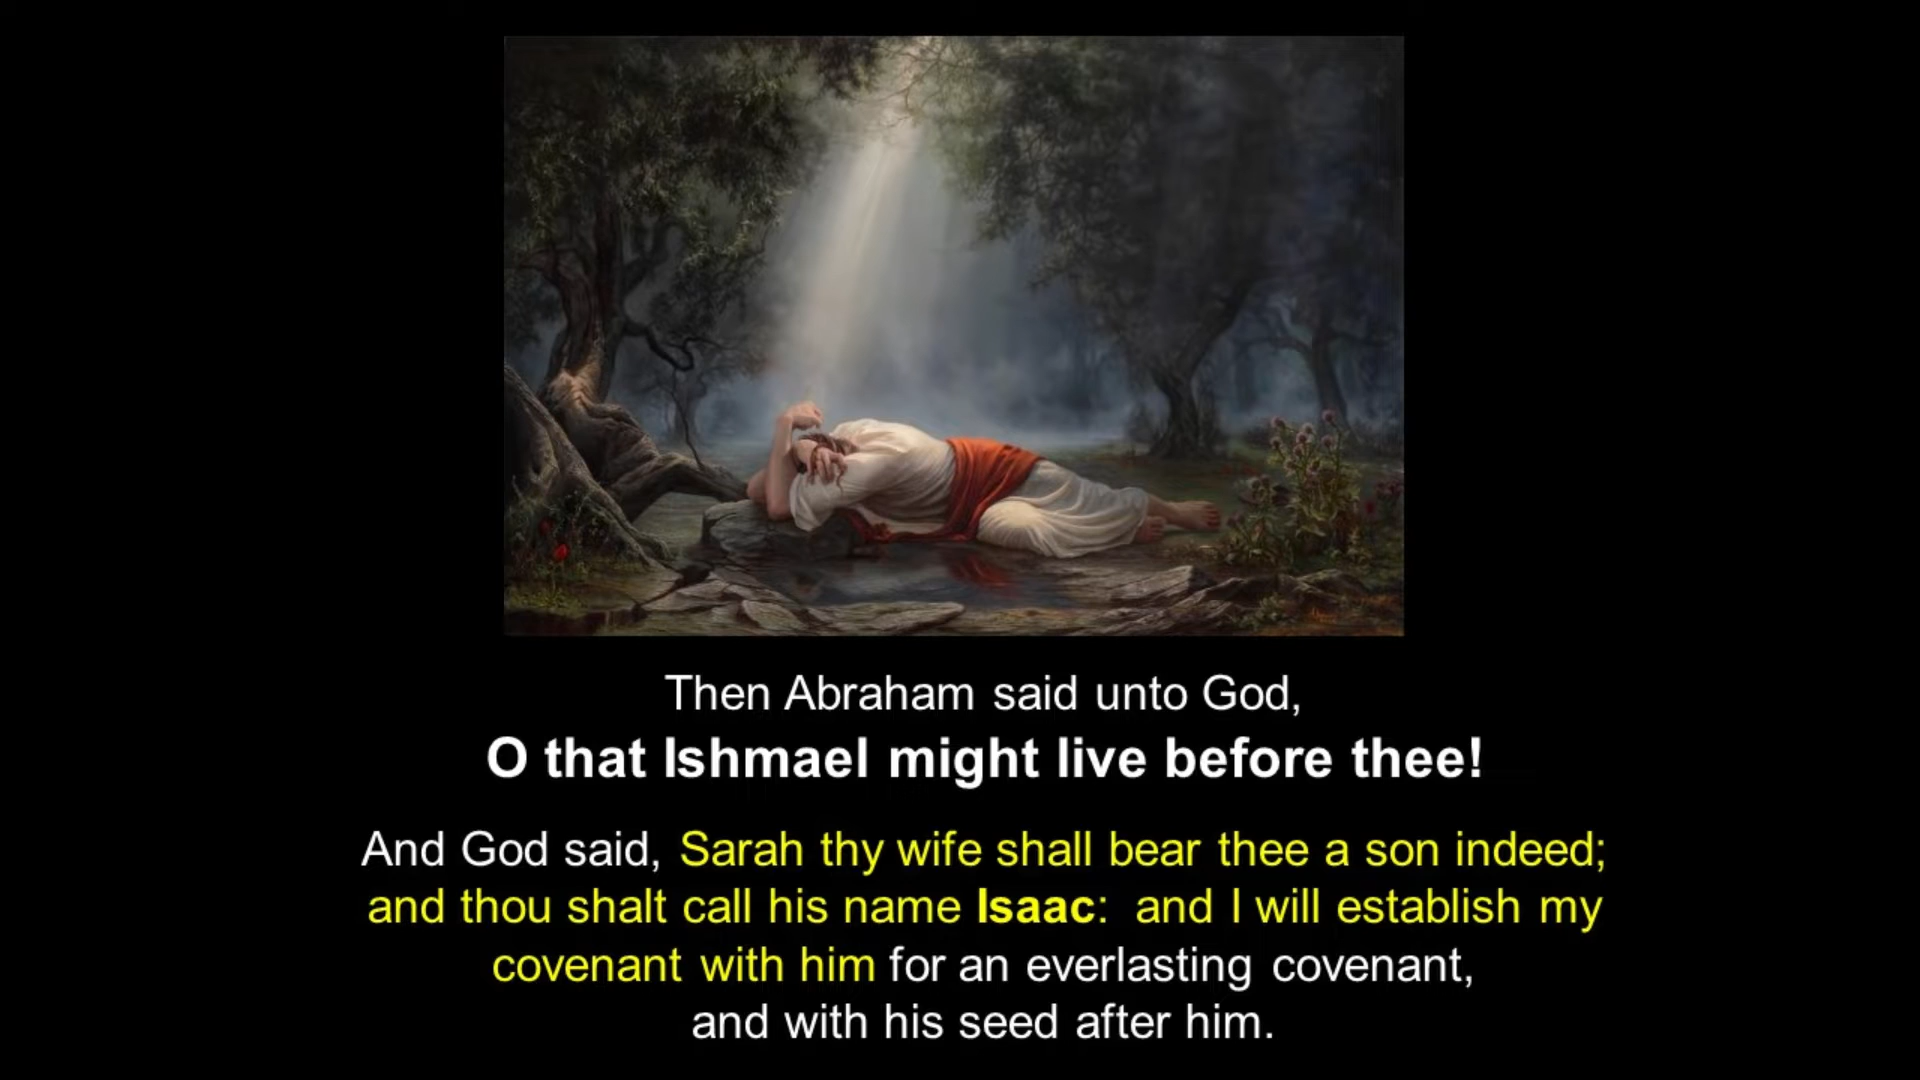 Then Abraham said unto God,
O that Ishmael might live before thee!
And God said, Sarah thy wife shall bear thee a son indeed;
and thou shalt call his name Isaac:  and I will establish my
covenant with him for an everlasting covenant,
and with his seed after him.